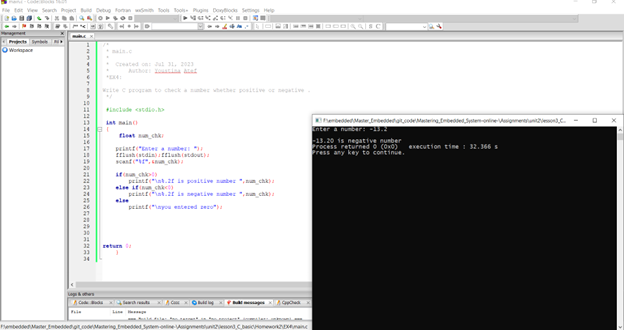 main.c - Code::Blocks 16.01
File Edit View Search Project Build Debug Fortran wxSmith Tools Tools+ Plugins DoxyBlocks Settings Help
Management
Projects Symbols
Workspace
main.c
1 /*
2 * main.c
3 *
4 * Created on: Jul 31, 2023
5 * Author: Youstina Atef
6 *EX4:
7
8 Write C program to check a number whether positive or negative .
9 */
10
11 #include <stdio.h>
12
13 int main()
14 {
15 float num_chk;
16
17 printf("Enter a number: ");
18 fflush(stdin);fflush(stdout);
19 scanf("%f",&num_chk);
20
21 if(num_chk>0)
22 printf("\n%.2f is positive number ",num_chk);
23 else if(num_chk<0)
24 printf("\n%.2f is negative number ",num_chk);
25 else
26 printf("\nyou entered zero");
27
28
29
30
31
32 return 0;
33 }
34
F:\embedded\Master_Embedded\git_code\Mastering_Embedded_System-online-\Assignments\unit2\lesson3_C_basic\H
Enter a number: -13.2
-13.20 is negative number
Process returned 0 (0x0) execution time : 32.366 s
Press any key to continue.
Logs & others
Code::Blocks Search results Cccc Build log Build messages CppCheck
File Line Message
F:\embedded\Master_Embedded\git_code\Mastering_Embedded_System-online-\Assignments\unit2\lesson3_C_basic\Homework2\EX4\main.c